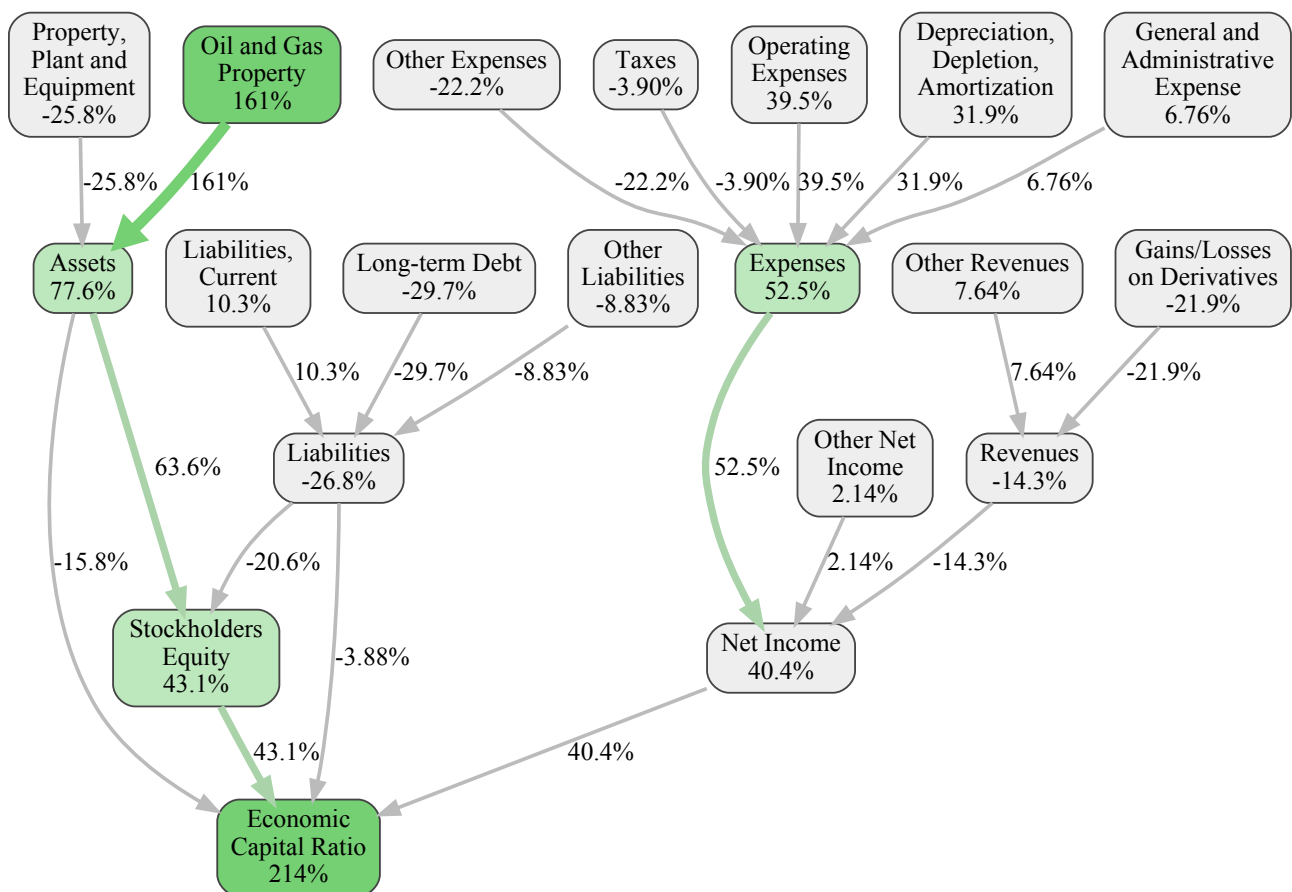 Property,
Plant and
Equipment
-25.8%
Oil and Gas
Property
161%
Other Expenses
-22.2%
Taxes
-3.90%
Operating
Expenses
39.5%
Depreciation,
Depletion,
Amortization
31.9%
General and
Administrative
Expense
6.76%
-25.8%
161%
-22.2%
-3.90%
39.5%
31.9%
6.76%
Assets
77.6%
Liabilities,
Current
10.3%
Long-term Debt
-29.7%
Other
Liabilities
-8.83%
Expenses
52.5%
Other Revenues
7.64%
Gains/Losses
on Derivatives
-21.9%
10.3%
-29.7%
-8.83%
7.64%
-21.9%
63.6%
Liabilities
-26.8%
52.5%
Other Net
Income
2.14%
Revenues
-14.3%
-15.8%
-20.6%
2.14%
-14.3%
Stockholders
Equity
43.1%
-3.88%
Net Income
40.4%
43.1%
40.4%
Economic
Capital Ratio
214%